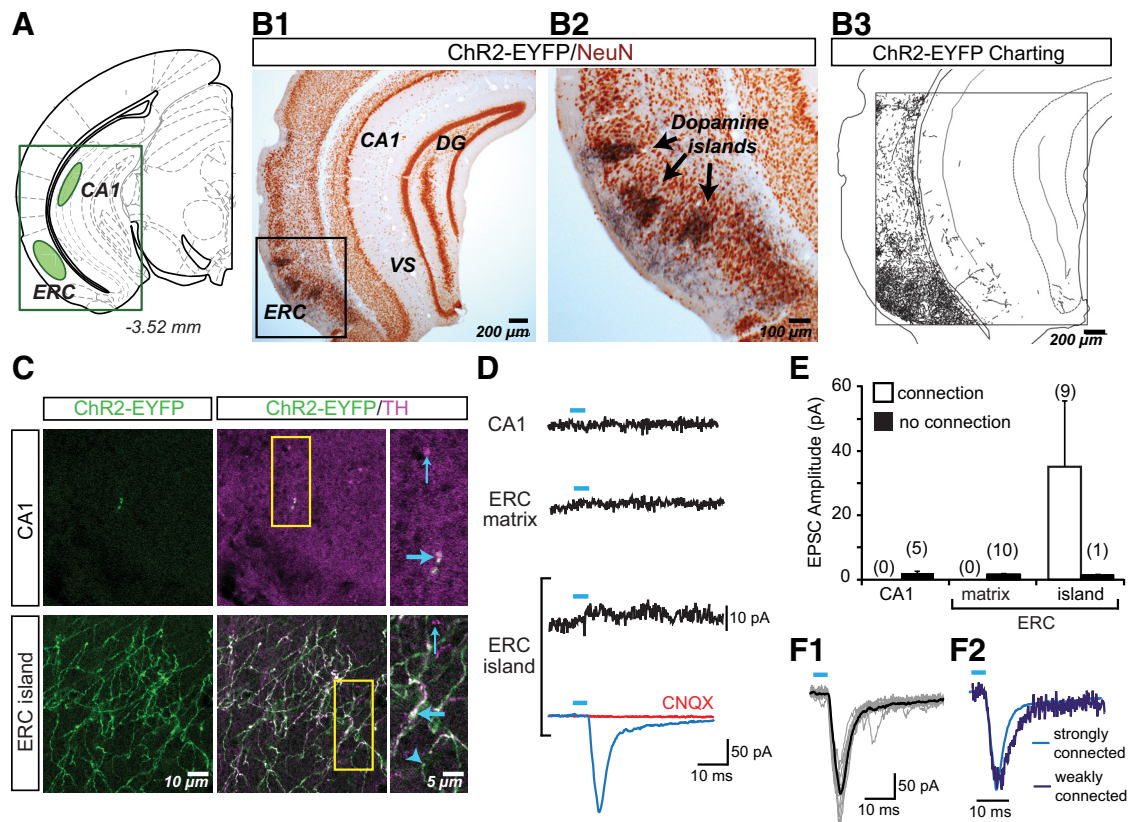 A
CA1
ERC
-3.52 mm
B1
B2
ChR2-EYFP/NeuN
CA1
DG
VS
ERC
200 µm
Dopamine
islands
100 µm
B3
ChR2-EYFP Charting
200 µm
C
ChR2-EYFP
ChR2-EYFP/TH
CA1
ERC island
10 µm
5 µm
D
CA1
ERC
matrix
ERC
island
10 pA
CNQX
50 pA
10 ms
E
EPSC Amplitude (pA)
60
40
20
0
connection
no connection
(0)
(5)
(0)
(10)
(9)
(1)
CA1
matrix
island
ERC
F1
50 pA
10 ms
F2
strongly
connected
weakly
connected
10 ms